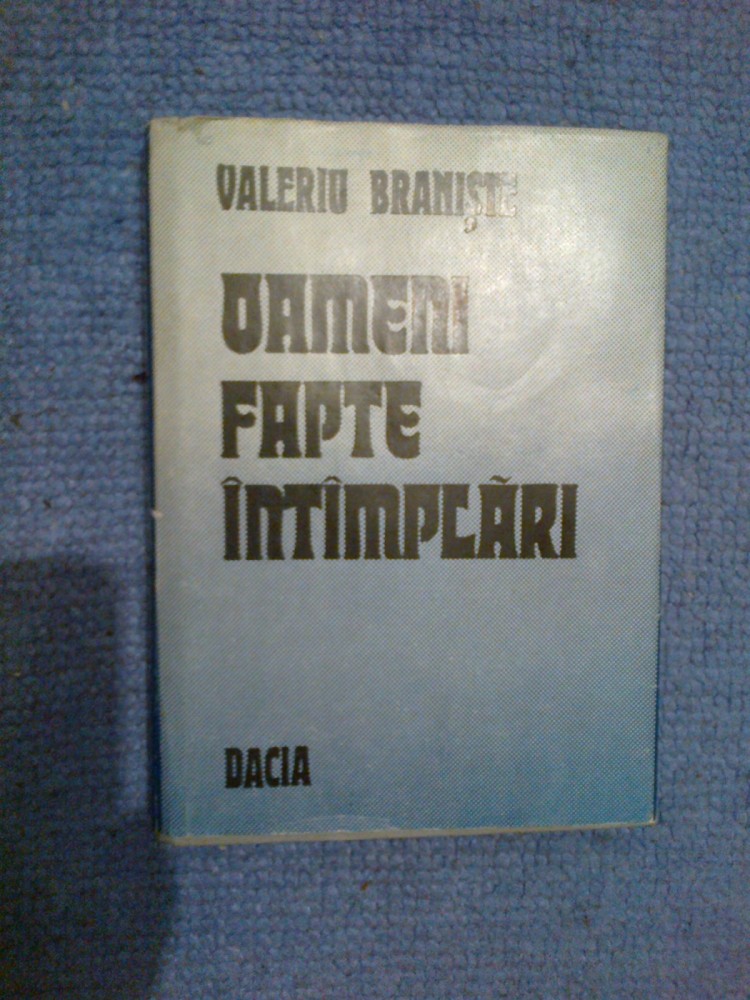 VALERIU BRANIȘTE
OAMENI
FAPTE
ÎNTÎMPLĂRI
DACIA